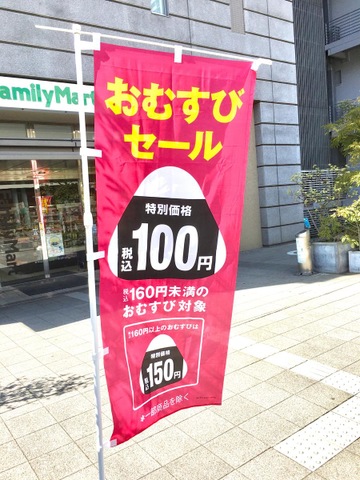 FamilyMart
おむすび
セール
特別価格
税込100円
税込160円未満の
おむすび対象
税込160円以上のおむすびは
特別価格
税込150円
※一部商品を除く